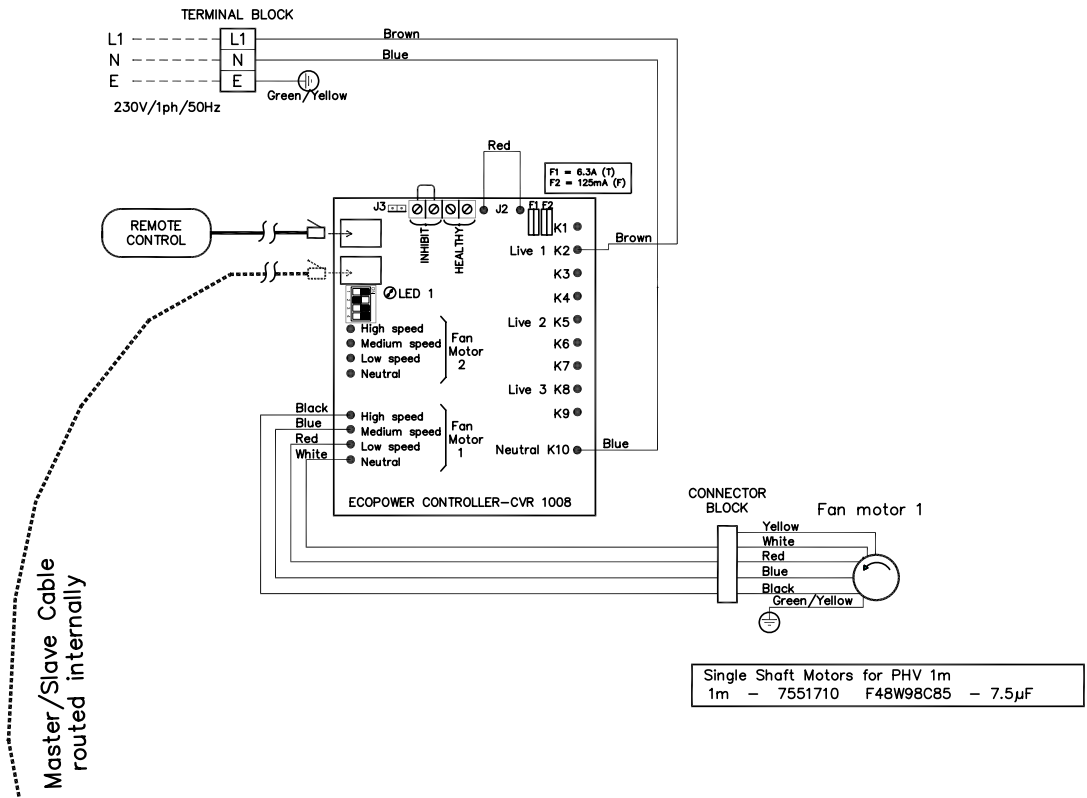 TERMINAL BLOCK
L1 L1 Brown
N N Blue
E E
Green/Yellow
230V/1ph/50Hz
Red
F1 = 6.3A (T)
F2 = 125mA (F)
J3 J2 F1 F2
INHIBIT
HEALTHY
REMOTE
CONTROL
K1
Brown
Live 1 K2
K3
LED 1
K4
Live 2 K5
K6
K7
Live 3 K8
K9
Neutral K10 Blue
High speed
Medium speed
Low speed
Neutral
Fan
Motor
2
Black High speed
Blue Medium speed
Red Low speed
White Neutral
Fan
Motor
1
ECOPOWER CONTROLLER-CVR 1008
CONNECTOR
BLOCK
Fan motor 1
Yellow
White
Red
Blue
Black
Green/Yellow
Master/Slave Cable
routed internally
Single Shaft Motors for PHV 1m
1m - 7551710 F48W98C85 - 7.5µF